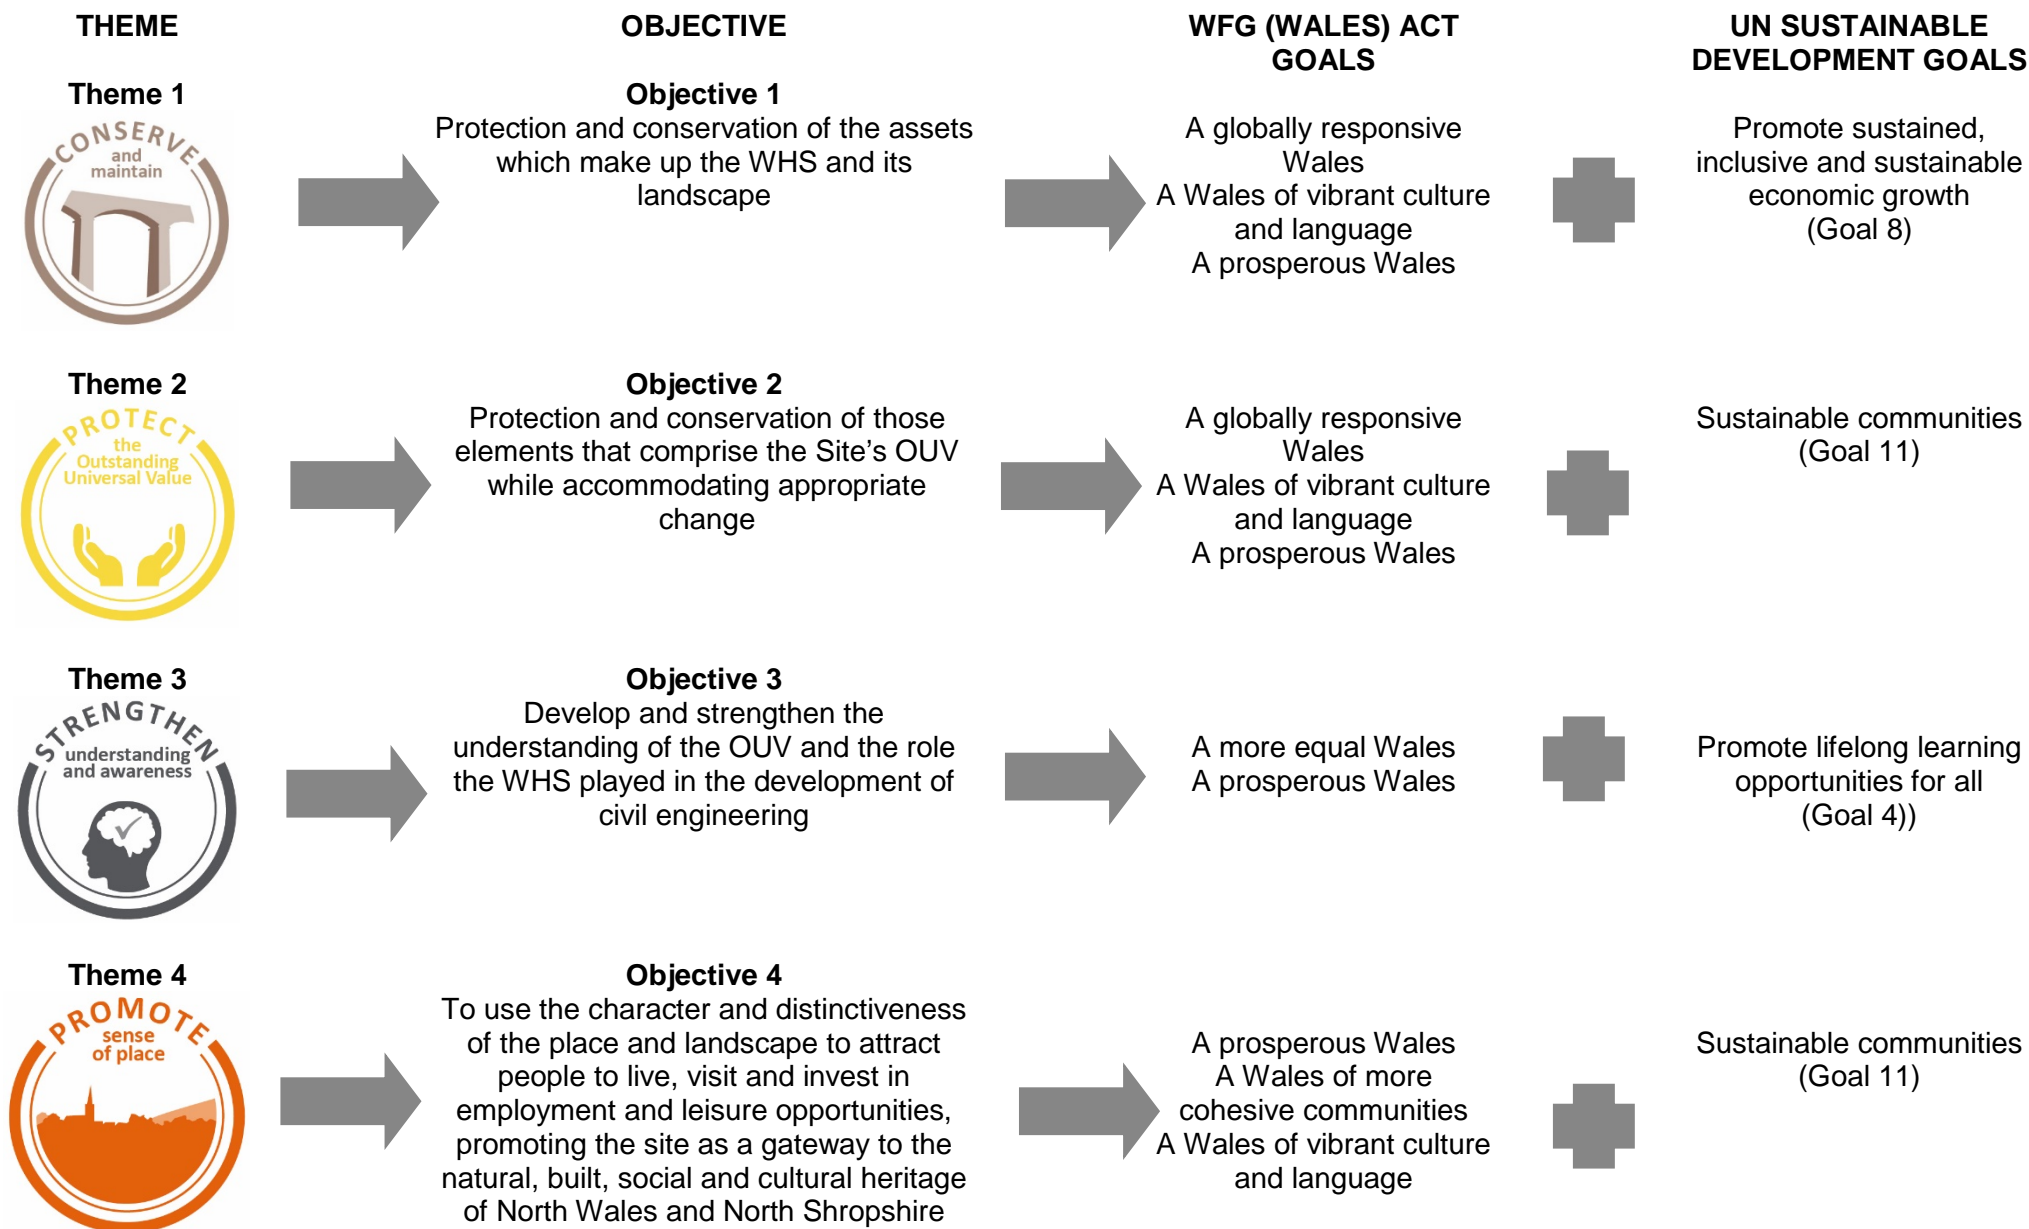 THEME
OBJECTIVE
WFG (WALES) ACT
GOALS
UN SUSTAINABLE
DEVELOPMENT GOALS
Theme 1
CONSERVE
and
maintain
Objective 1
Protection and conservation of the assets
which make up the WHS and its
landscape
A globally responsive
Wales
A Wales of vibrant culture
and language
A prosperous Wales
Promote sustained,
inclusive and sustainable
economic growth
(Goal 8)
Theme 2
PROTECT
the
Outstanding
Universal Value
Objective 2
Protection and conservation of those
elements that comprise the Site’s OUV
while accommodating appropriate
change
A globally responsive
Wales
A Wales of vibrant culture
and language
A prosperous Wales
Sustainable communities
(Goal 11)
Theme 3
STRENGTHEN
understanding
and awareness
Objective 3
Develop and strengthen the
understanding of the OUV and the role
the WHS played in the development of
civil engineering
A more equal Wales
A prosperous Wales
Promote lifelong learning
opportunities for all
(Goal 4))
Theme 4
PROMOTE
sense
of place
Objective 4
To use the character and distinctiveness
of the place and landscape to attract
people to live, visit and invest in
employment and leisure opportunities,
promoting the site as a gateway to the
natural, built, social and cultural heritage
of North Wales and North Shropshire
A prosperous Wales
A Wales of more
cohesive communities
A Wales of vibrant culture
and language
Sustainable communities
(Goal 11)